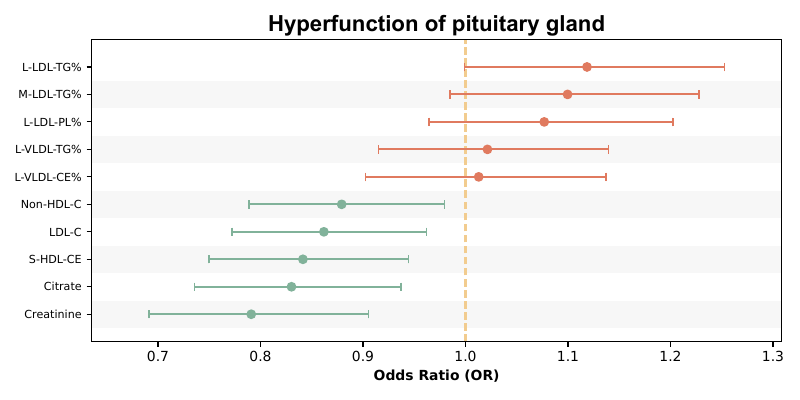 Hyperfunction of pituitary gland
L-LDL-TG%
M-LDL-TG%
L-LDL-PL%
L-VLDL-TG%
L-VLDL-CE%
Non-HDL-C
LDL-C
S-HDL-CE
Citrate
Creatinine
0.7 0.8 0.9 1.0 1.1 1.2 1.3
Odds Ratio (OR)